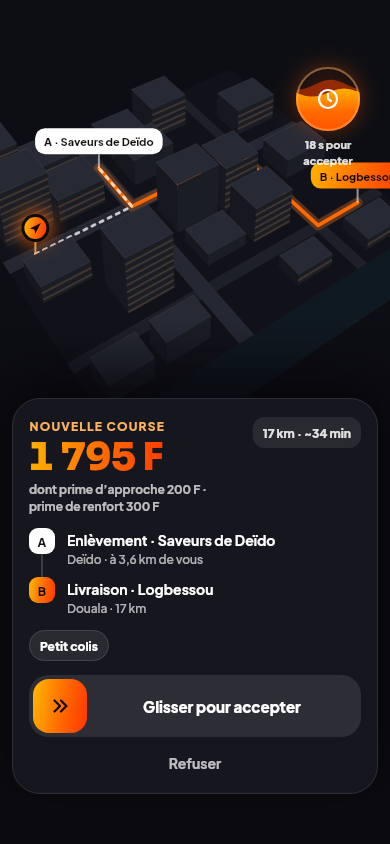 A · Saveurs de Deïdo
18 s pour
accepter
B · Logbessou
NOUVELLE COURSE
1 795 F
17 km · ~34 min
dont prime d'approche 200 F ·
prime de renfort 300 F
A
Enlèvement · Saveurs de Deïdo
Deïdo · à 3,6 km de vous
B
Livraison · Logbessou
Douala · 17 km
Petit colis
Glisser pour accepter
Refuser